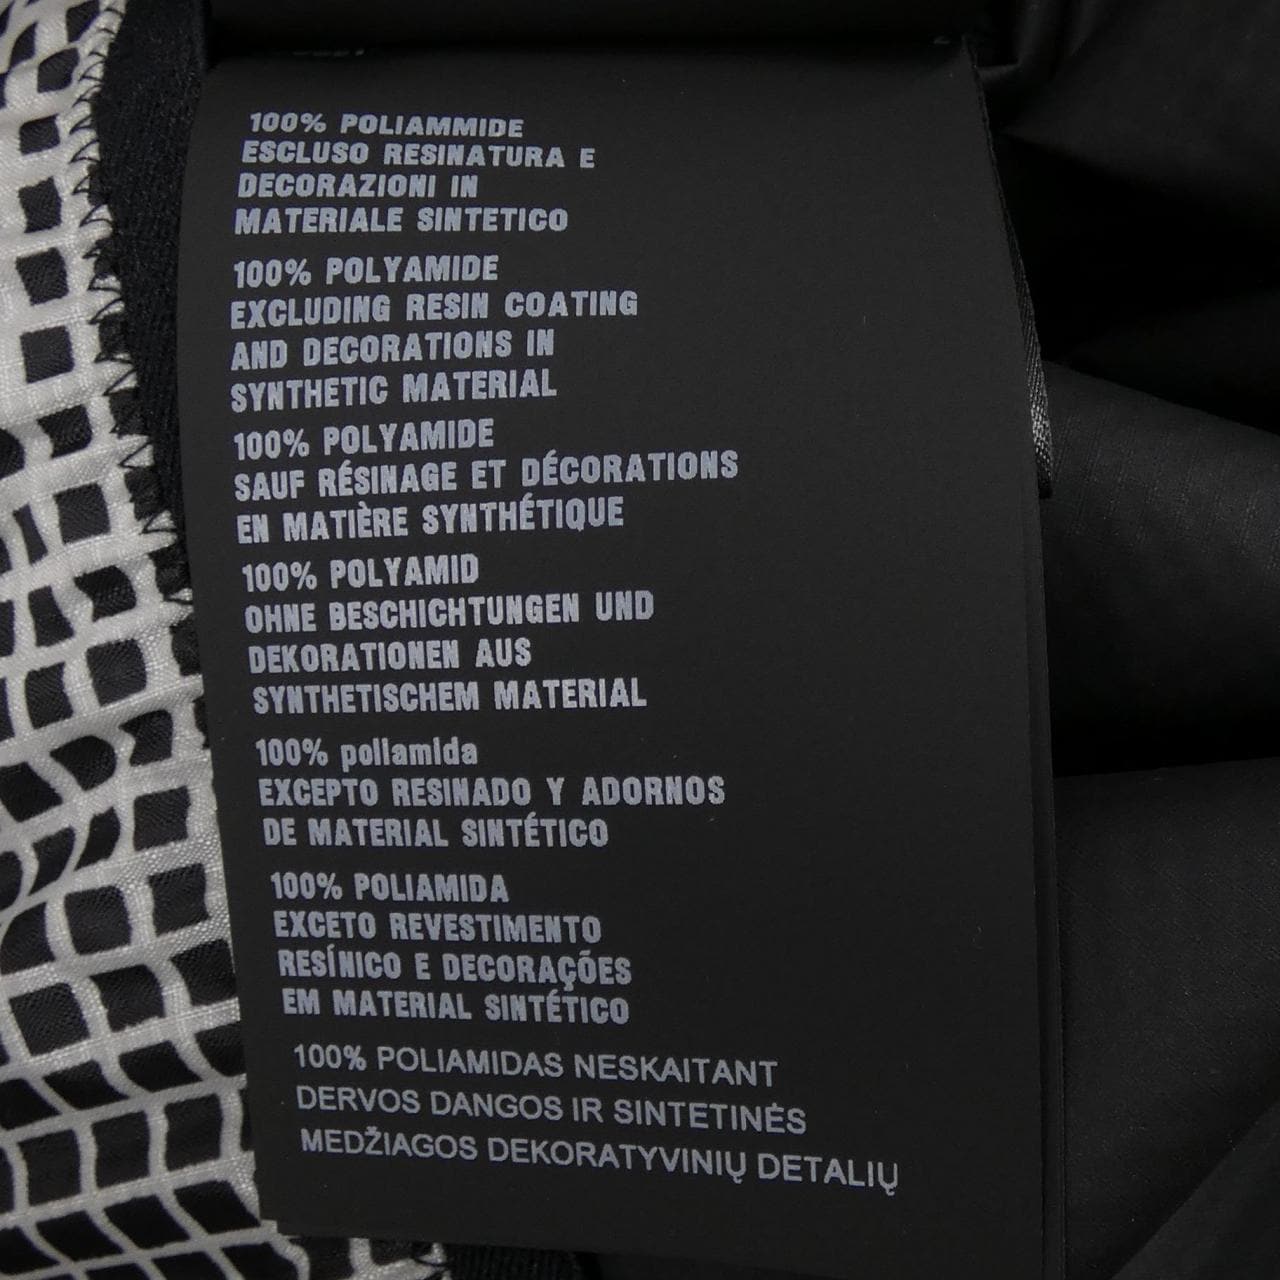 100% POLIAMMIDE
ESCLUSO RESINATURA E
DECORAZIONI IN
MATERIALE SINTETICO
100% POLYAMIDE
EXCLUDING RESIN COATING
AND DECORATIONS IN
SYNTHETIC MATERIAL
100% POLYAMIDE
SAUF RÉSINAGE ET DÉCORATIONS
EN MATIÈRE SYNTHÉTIQUE
100% POLYAMID
OHNE BESCHICHTUNGEN UND
DEKORATIONEN AUS
SYNTHETISCHEM MATERIAL
100% poliamida
EXCEPTO RESINADO Y ADORNOS
DE MATERIAL SINTÉTICO
100% POLIAMIDA
EXCETO REVESTIMENTO
RESÍNICO E DECORAÇÕES
EM MATERIAL SINTÉTICO
100% POLIAMIDAS NESKAITANT
DERVOS DANGOS IR SINTETINĖS
MEDŽIAGOS DEKORATYVINIŲ DETALIŲ